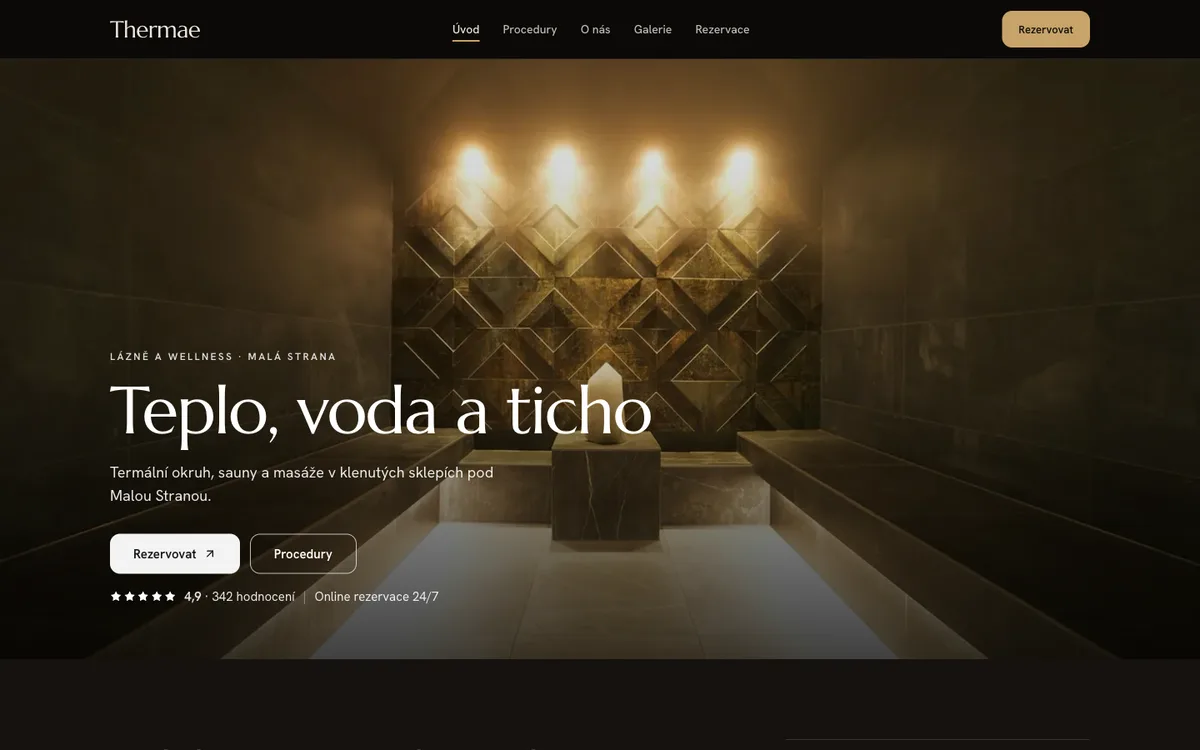 Thermae
Úvod
Procedury
O nás
Galerie
Rezervace
Rezervovat
LÁZNĚ A WELLNESS · MALÁ STRANA
Teplo, voda a ticho
Termální okruh, sauny a masáže v klenutých sklepích pod
Malou Stranou.
Rezervovat
Procedury
4,9 · 342 hodnocení | Online rezervace 24/7